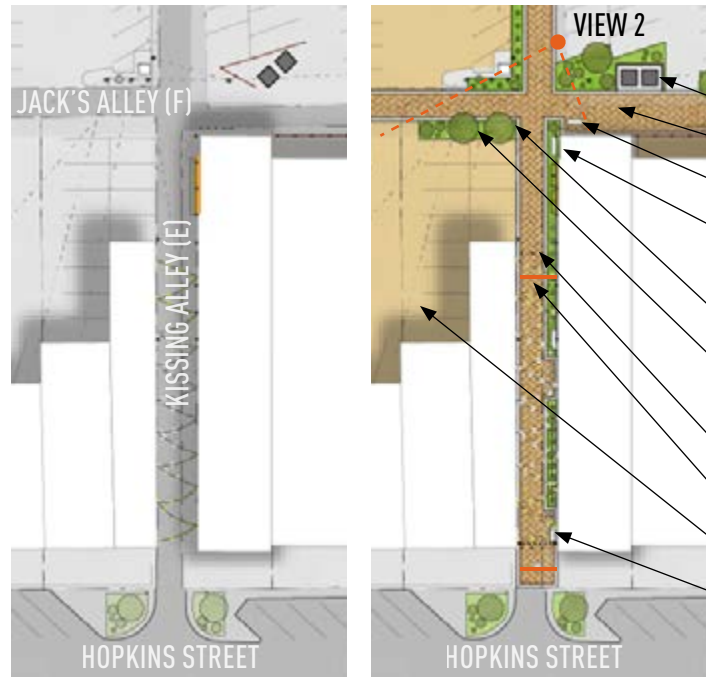 VIEW 2
JACK'S ALLEY (F)
KISSING ALLEY (E)
HOPKINS STREET
HOPKINS STREET